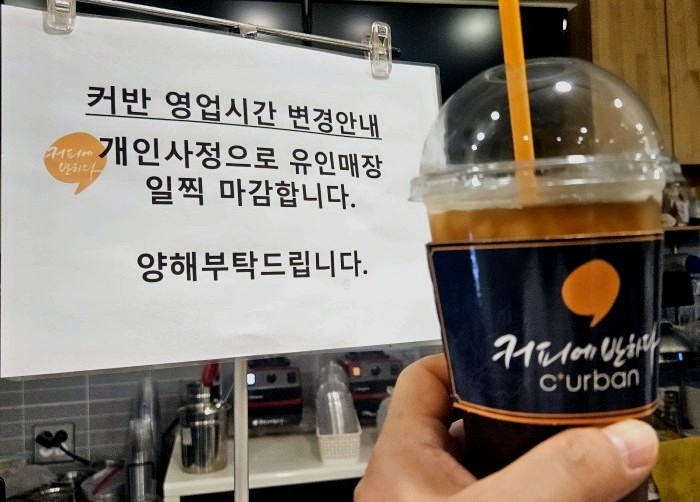 커반 영업시간 변경안내
커피에
반하다
개인사정으로 유인매장
일찍 마감합니다.
양해부탁드립니다.
커피에 반하다
c*urban